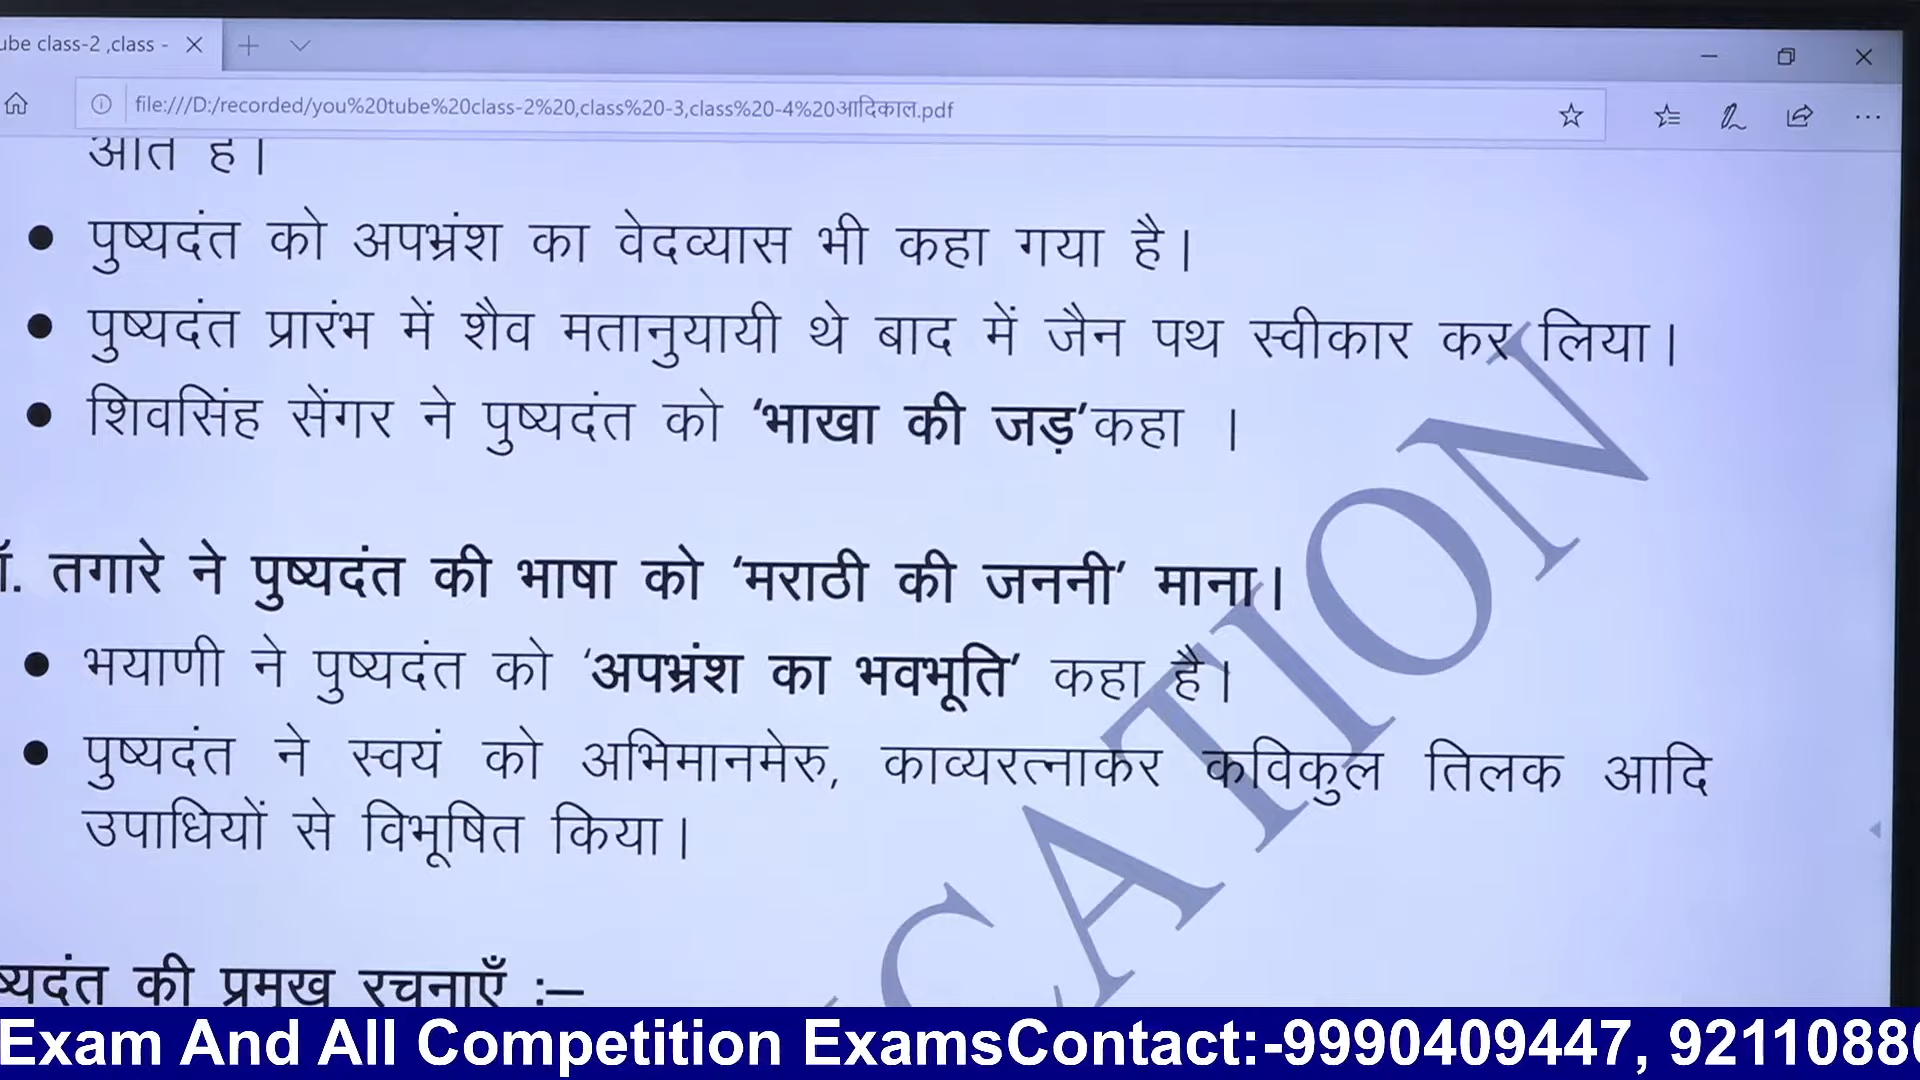 ube class-2 ,class -
file:///D:/recorded/you%20tube%20class-2%20,class%20-3,class%20-4%20आदिकाल.pdf
पुष्यदंत को अपभ्रंश का वेदव्यास भी कहा गया है।
पुष्यदंत प्रारंभ में शैव मतानुयायी थे बाद में जैन पथ स्वीकार कर लिया।
शिवसिंह सेंगर ने पुष्यदंत को ‘भाखा की जड़’कहा ।
तगारे ने पुष्यदंत की भाषा को ‘मराठी की जननी’ माना।
भयाणी ने पुष्यदंत को ‘अपभ्रंश का भवभूति’ कहा है।
पुष्यदंत ने स्वयं को अभिमानमेरु, काव्यरत्नाकर कविकुल तिलक आदि
उपाधियों से विभूषित किया।
ष्यदंत की प्रमुख रचनाएँ :–
CATION
Exam And All Competition ExamsContact:-9990409447, 9211088